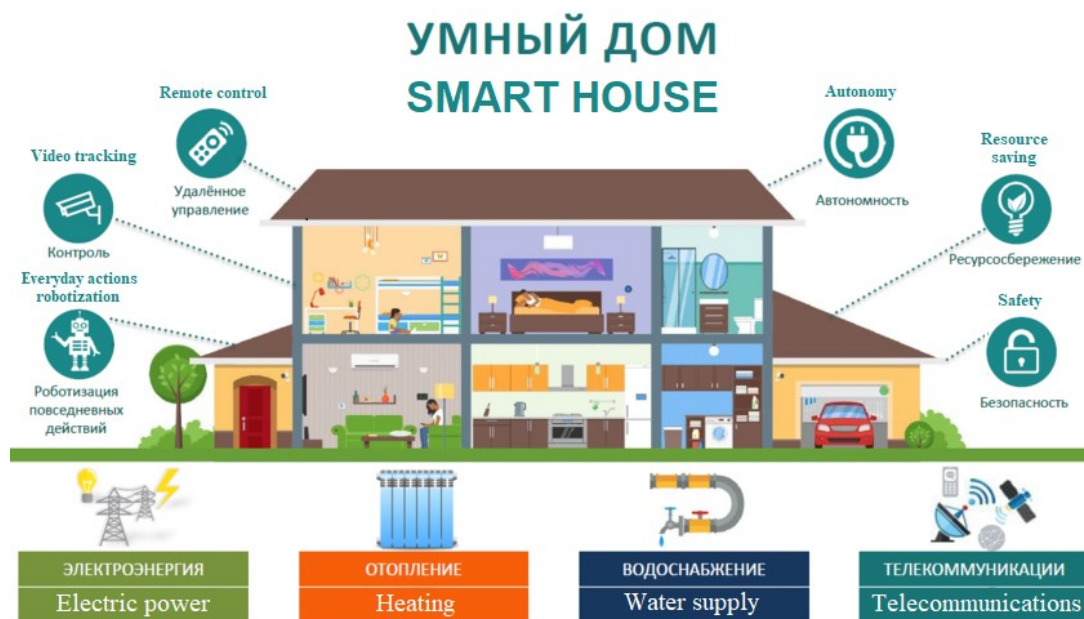 УМНЫЙ ДОМ
SMART HOUSE
Remote control
Удалённое
управление
Video tracking
Контроль
Everyday actions
robotization
Роботизация
повседневных
действий
Autonomy
Автономность
Resource
saving
Ресурсосбережение
Safety
Безопасность
ЭЛЕКТРОЭНЕРГИЯ
Electric power
ОТОПЛЕНИЕ
Heating
ВОДОСНАБЖЕНИЕ
Water supply
ТЕЛЕКОММУНИКАЦИИ
Telecommunications